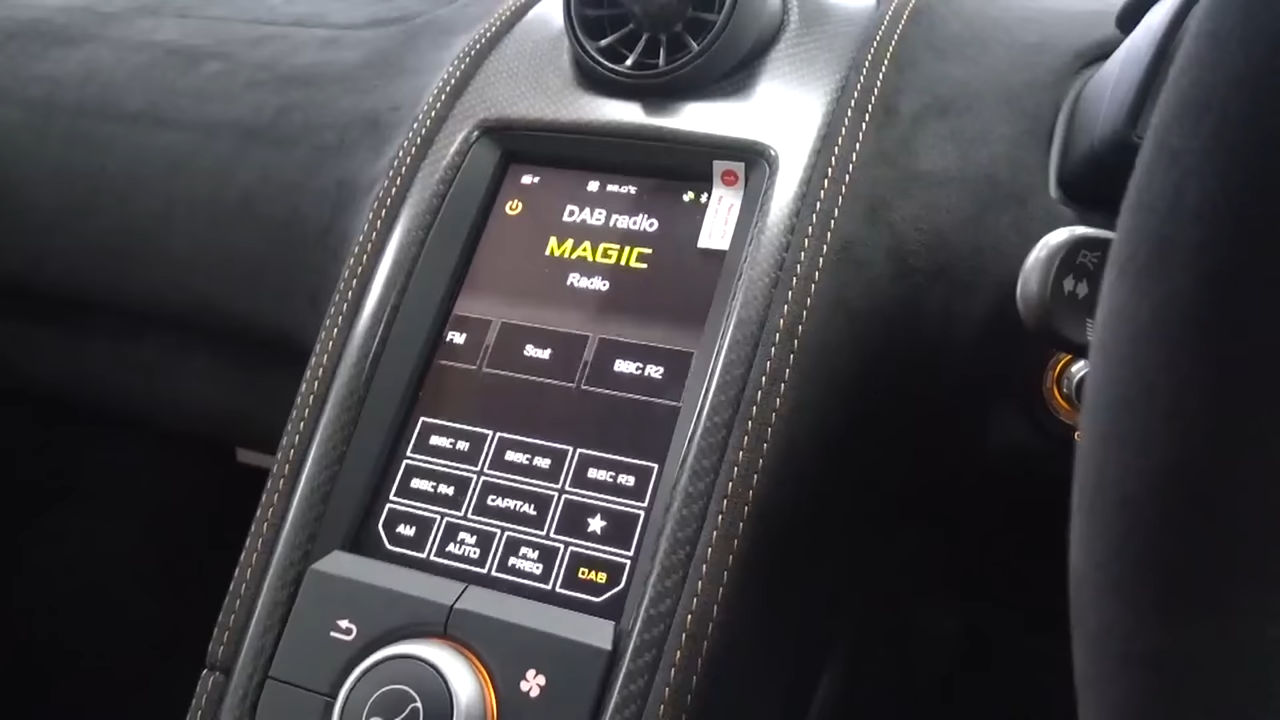 DAB radio
MAGIC
Radio
FM
Sout
BBC R2
BBC R1
BBC R2
BBC R3
BBC R4
CAPITAL
AM
FM AUTO
FM PREQ
DAB